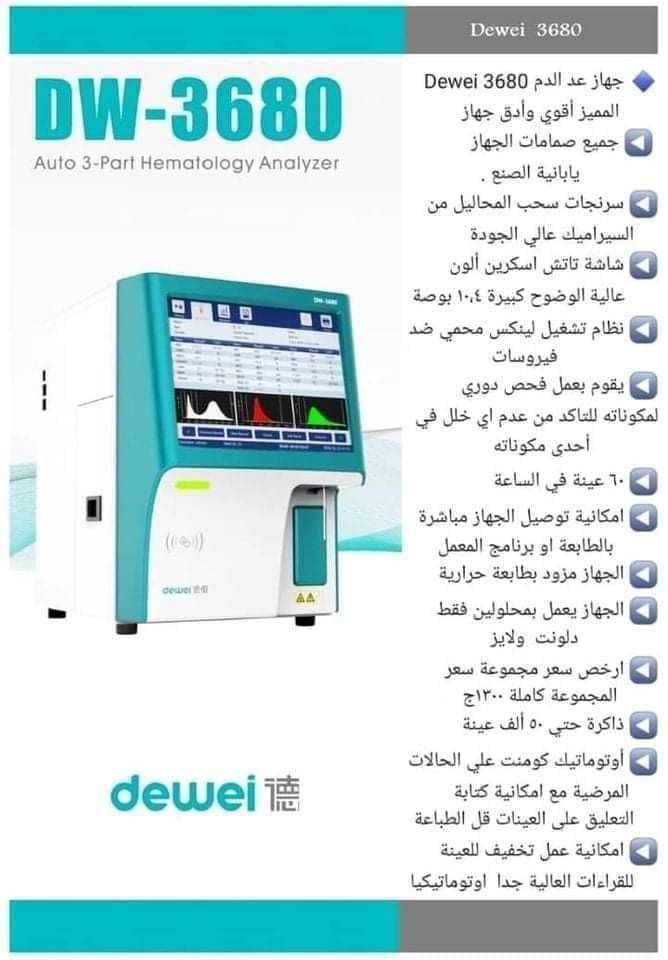 Dewei 3680
DW-3680
Auto 3-Part Hematology Analyzer
DW-3680
dewei 德
dewei 德
جهاز عد الدم Dewei 3680
المميز أقوي وأدق جهاز
جميع صمامات الجهاز
يابانية الصنع .
سرنجات سحب المحاليل من
السيراميك عالي الجودة
شاشة تاتش اسكرين ألون
عالية الوضوح كبيرة ١٠،٤ بوصة
نظام تشغيل لينكس محمي ضد
فيروسات
يقوم بعمل فحص دوري
لمكوناته للتاكد من عدم اي خلل في
أحدى مكوناته
٦٠ عينة في الساعة
امكانية توصيل الجهاز مباشرة
بالطابعة او برنامج المعمل
الجهاز مزود بطابعة حرارية
الجهاز يعمل بمحلولين فقط
دلونت ولايز
ارخص سعر مجموعة سعر
المجموعة كاملة ١٣٠٠ج
ذاكرة حتي ٥٠ ألف عينة
أوتوماتيك كومنت علي الحالات
المرضية مع امكانية كتابة
التعليق على العينات قل الطباعة
امكانية عمل تخفيف للعينة
للقراءات العالية جدا اوتوماتيكيا